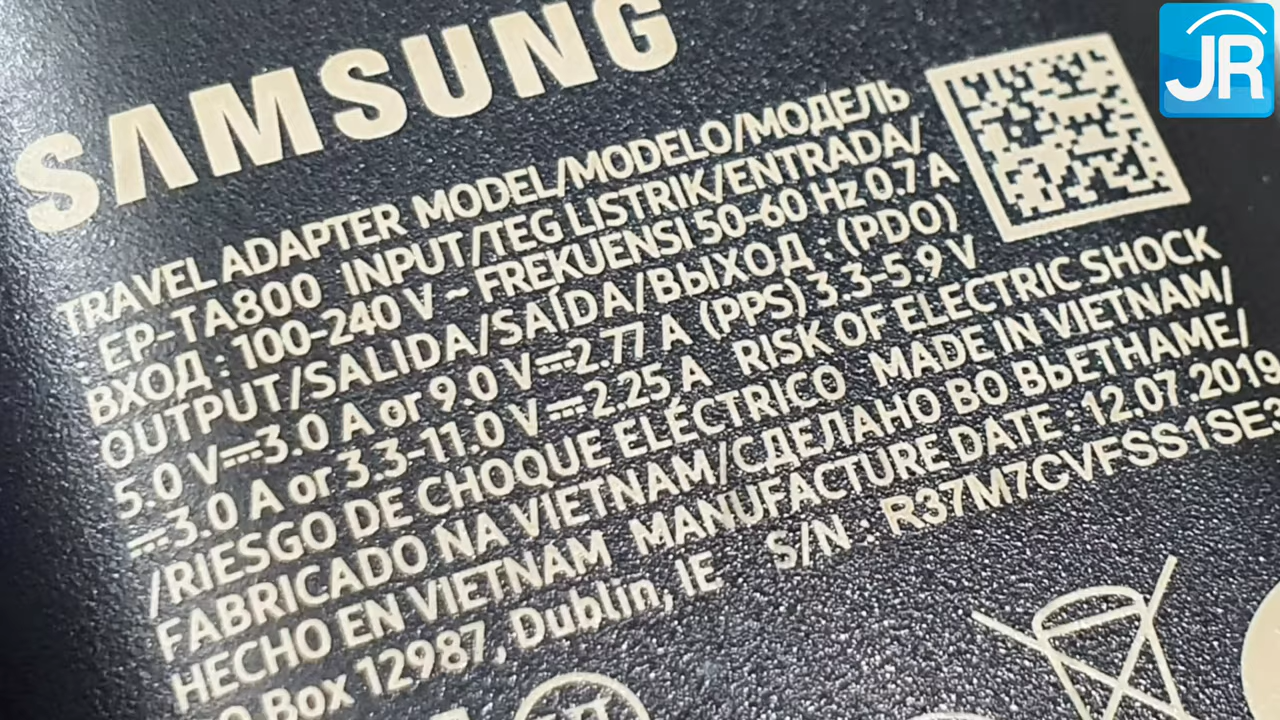 JR
SAMSUNG
TRAVEL ADAPTER MODEL/MODELO/МОДЕЛЬ
EP-TA800 INPUT/TEG LISTRIK/ENTRADA/
ВХОД : 100-240 V ~ FREKUENSI 50-60 Hz 0.7 A
OUTPUT/SALIDA/SAÍDA/ВЫХОД : (PDO)
5.0 V⎓3.0 A or 9.0 V⎓2.77 A (PPS) 3.3-5.9 V
⎓3.0 A or 3.3-11.0 V⎓2.25 A RISK OF ELECTRIC SHOCK
/RIESGO DE CHOQUE ELÉCTRICO MADE IN VIETNAM/
FABRICADO NA VIETNAM/СДЕЛАНО ВО ВЬЕТНАМЕ/
HECHO EN VIETNAM MANUFACTURE DATE : 12.07.2019
Box 12987, Dublin, IE S/N : R37M7CVFSS1SE3